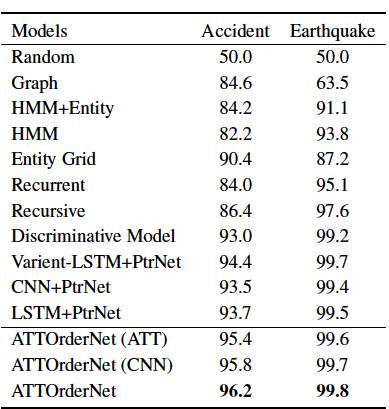 Models Accident Earthquake
Random 50.0 50.0
Graph 84.6 63.5
HMM+Entity 84.2 91.1
HMM 82.2 93.8
Entity Grid 90.4 87.2
Recurrent 84.0 95.1
Recursive 86.4 97.6
Discriminative Model 93.0 99.2
Varient-LSTM+PtrNet 94.4 99.7
CNN+PtrNet 93.5 99.4
LSTM+PtrNet 93.7 99.5
ATTOrderNet (ATT) 95.4 99.6
ATTOrderNet (CNN) 95.8 99.7
ATTOrderNet 96.2 99.8